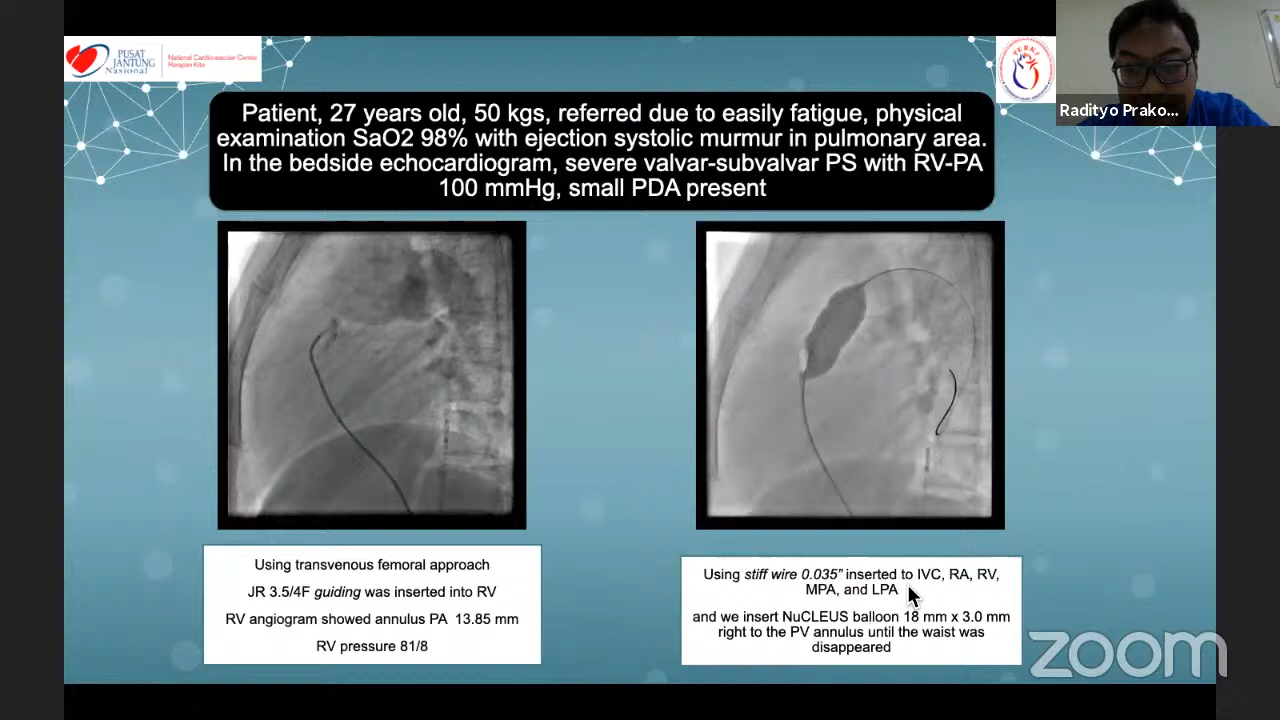 PUSAT
JANTUNG
Nasional
National Cardiovascular Center
Harapan Kita
PERKI
Radityo Prako...
Patient, 27 years old, 50 kgs, referred due to easily fatigue, physical
examination SaO2 98% with ejection systolic murmur in pulmonary area.
In the bedside echocardiogram, severe valvar-subvalvar PS with RV-PA
100 mmHg, small PDA present
Using transvenous femoral approach
JR 3.5/4F guiding was inserted into RV
RV angiogram showed annulus PA 13.85 mm
RV pressure 81/8
Using stiff wire 0.035” inserted to IVC, RA, RV,
MPA, and LPA
and we insert NuCLEUS balloon 18 mm x 3.0 mm
right to the PV annulus until the waist was
disappeared
zoom